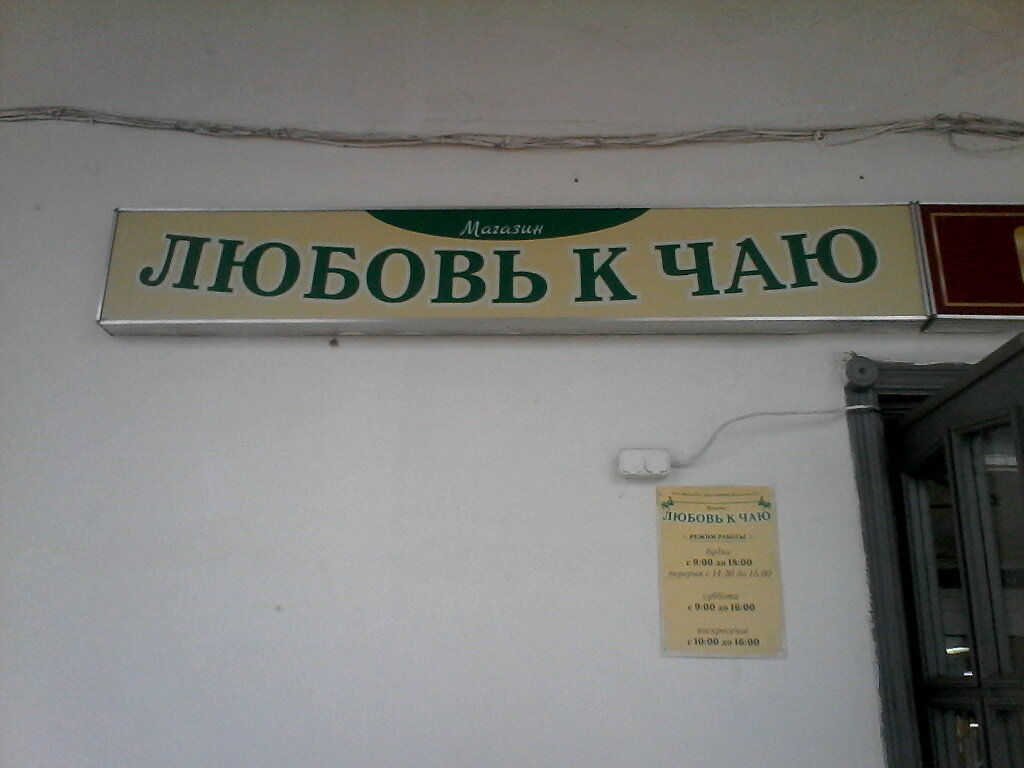 Магазин
ЛЮБОВЬ К ЧАЮ
ЛЮБОВЬ К ЧАЮ
РЕЖИМ РАБОТЫ
будни
с 9:00 до 18:00
перерыв с 14:30 до 15:00
суббота
с 9:00 до 16:00
воскресенье
с 10:00 до 16:00